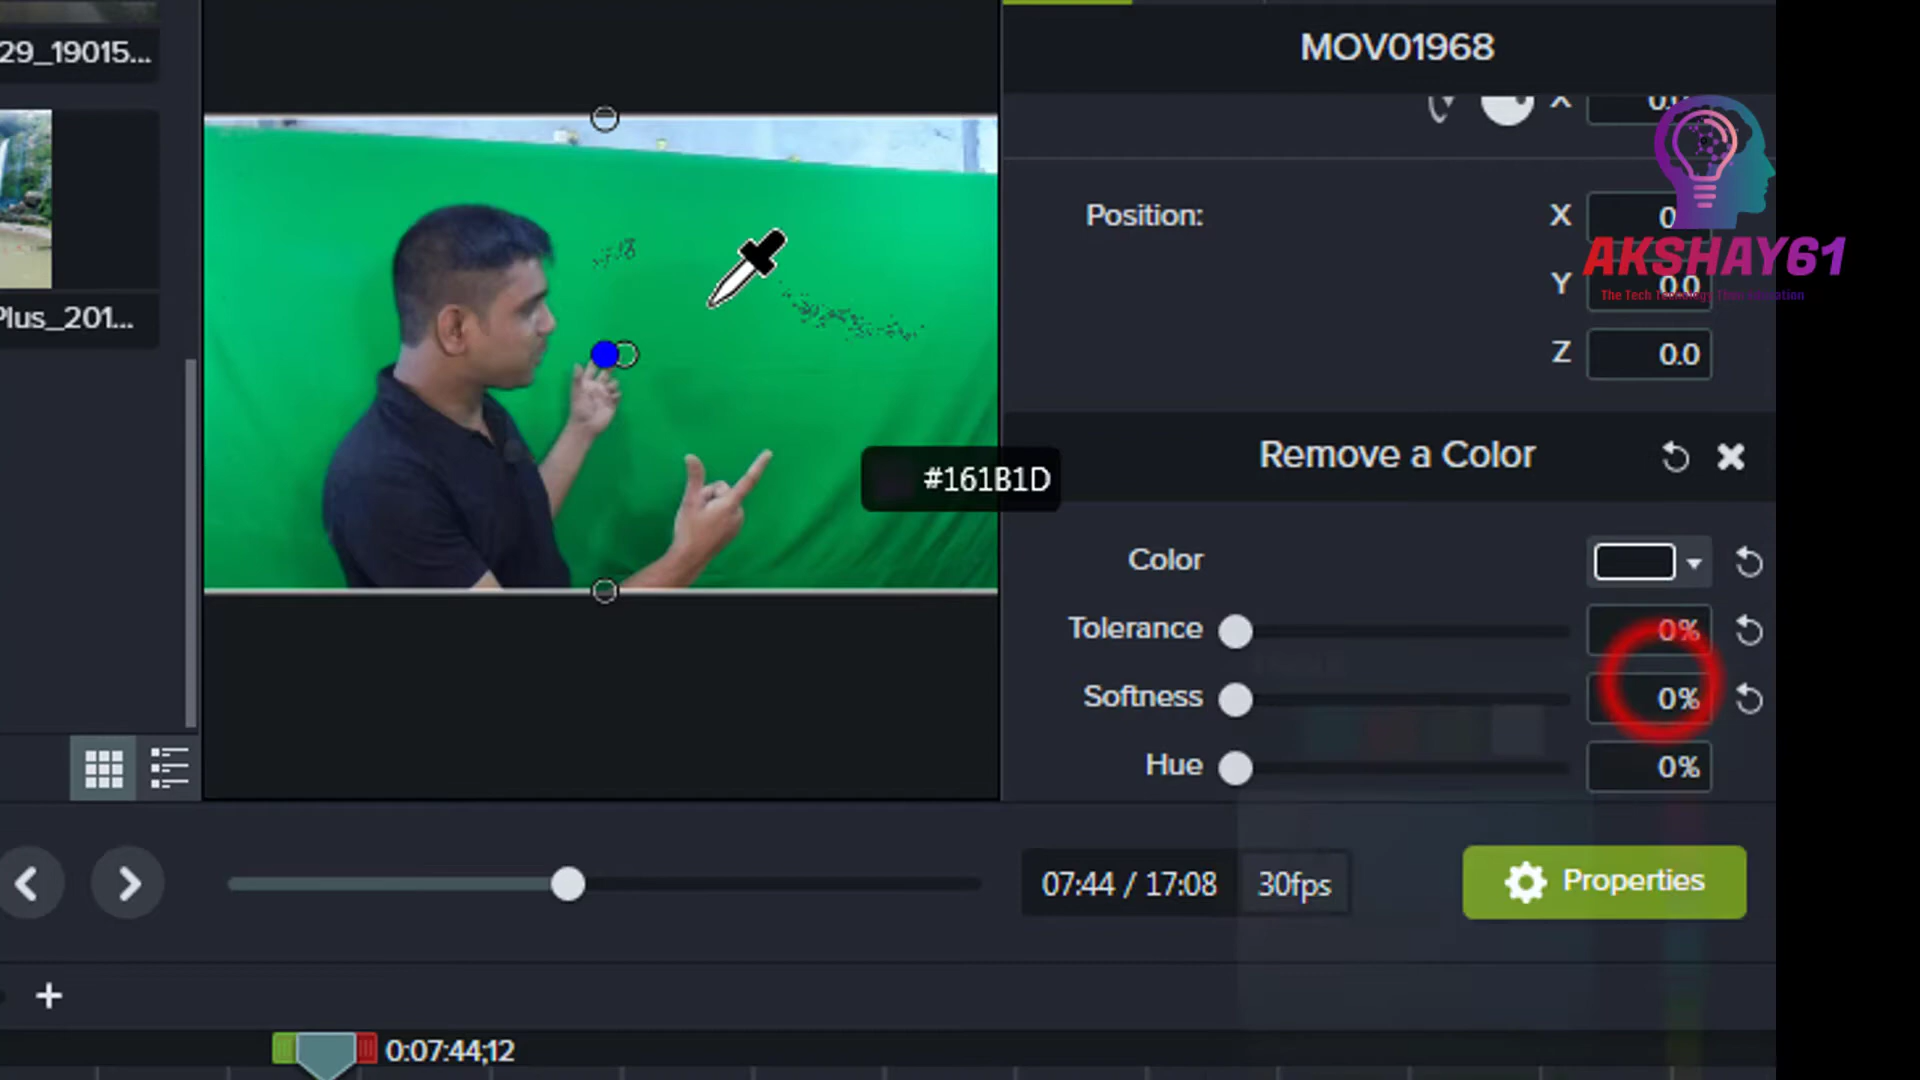 29_19015...
MOV01968
X
Position:
X
Y 0.0
Z 0.0
AKSHAY61
Plus_201...
Remove a Color
#161B1D
Color
Tolerance 0%
Softness 0%
Hue 0%
07:44 / 17:08 30fps
Properties
0:07:44;12